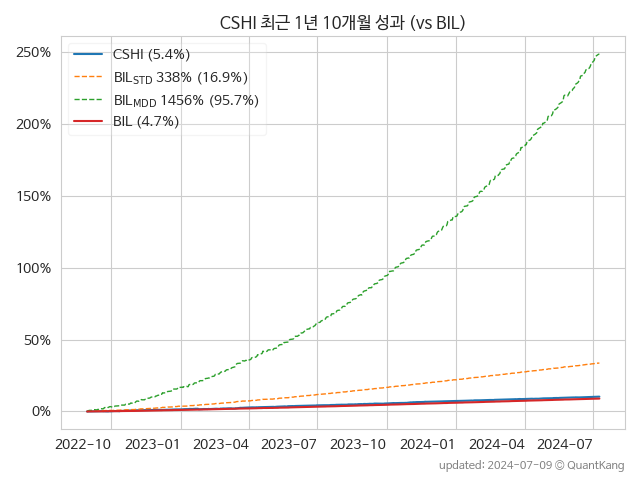 CSHI 최근 1년 10개월 성과 (vs BIL)
CSHI (5.4%)
BILSTD 338% (16.9%)
BILMDD 1456% (95.7%)
BIL (4.7%)
250%
200%
150%
100%
50%
0%
2022-10 2023-01 2023-04 2023-07 2023-10 2024-01 2024-04 2024-07
updated: 2024-07-09 © QuantKang